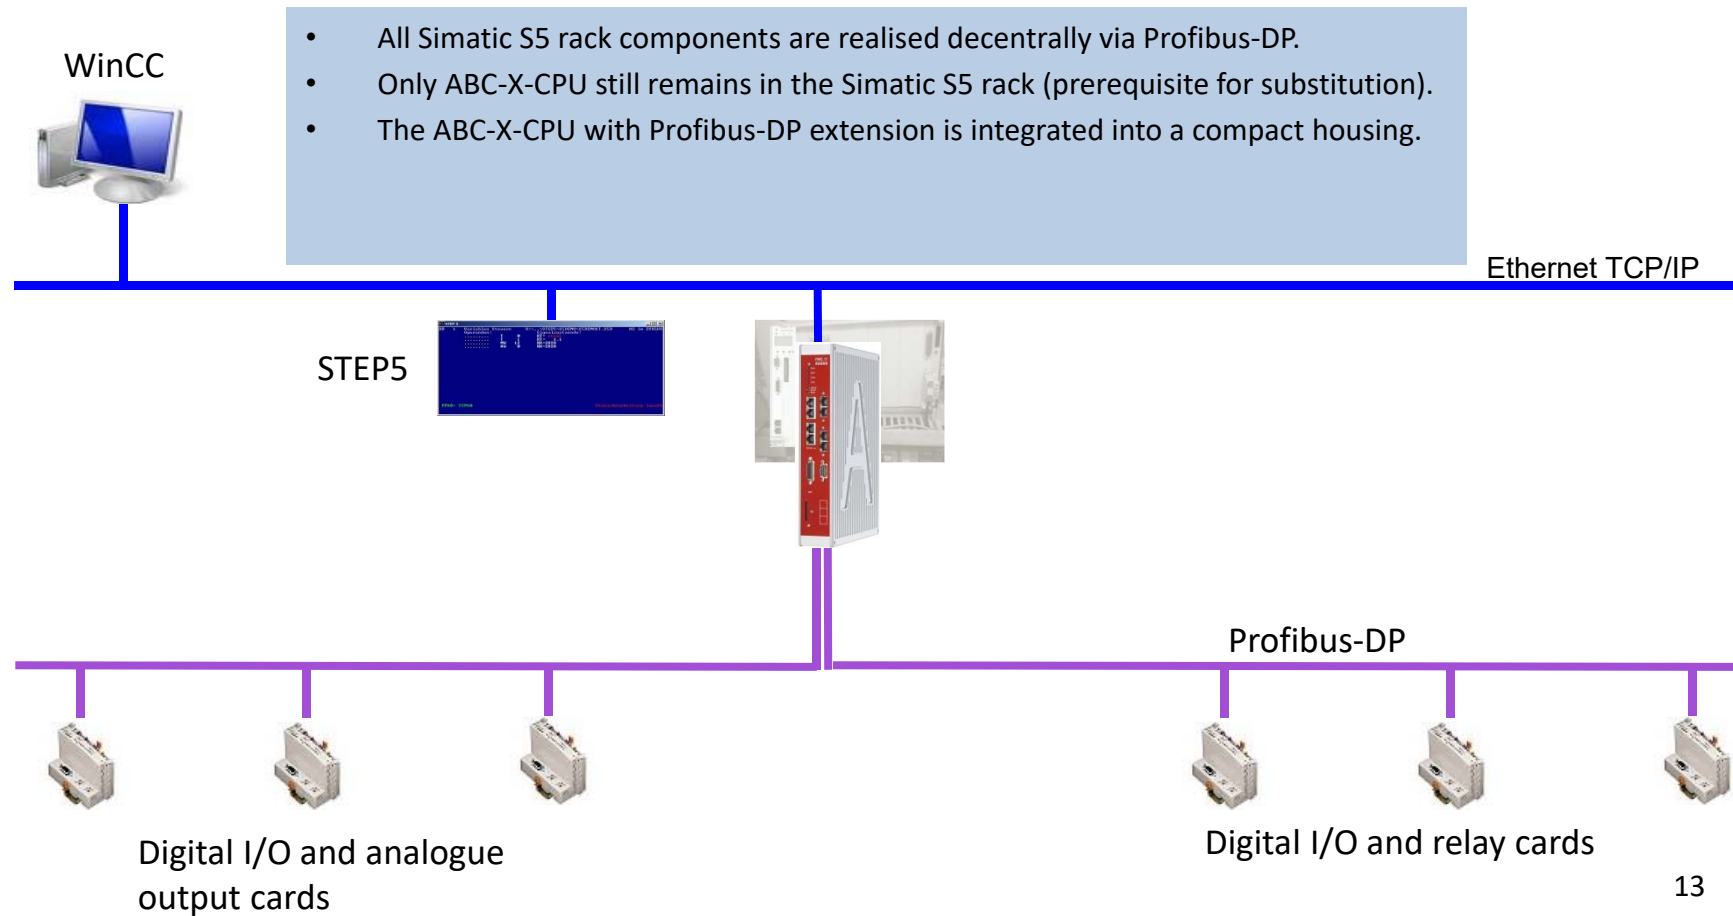 WinCC
• All Simatic S5 rack components are realised decentrally via Profibus-DP.
• Only ABC-X-CPU still remains in the Simatic S5 rack (prerequisite for substitution).
• The ABC-X-CPU with Profibus-DP extension is integrated into a compact housing.
Ethernet TCP/IP
STEP5
Profibus-DP
Digital I/O and analogue
output cards
Digital I/O and relay cards
13